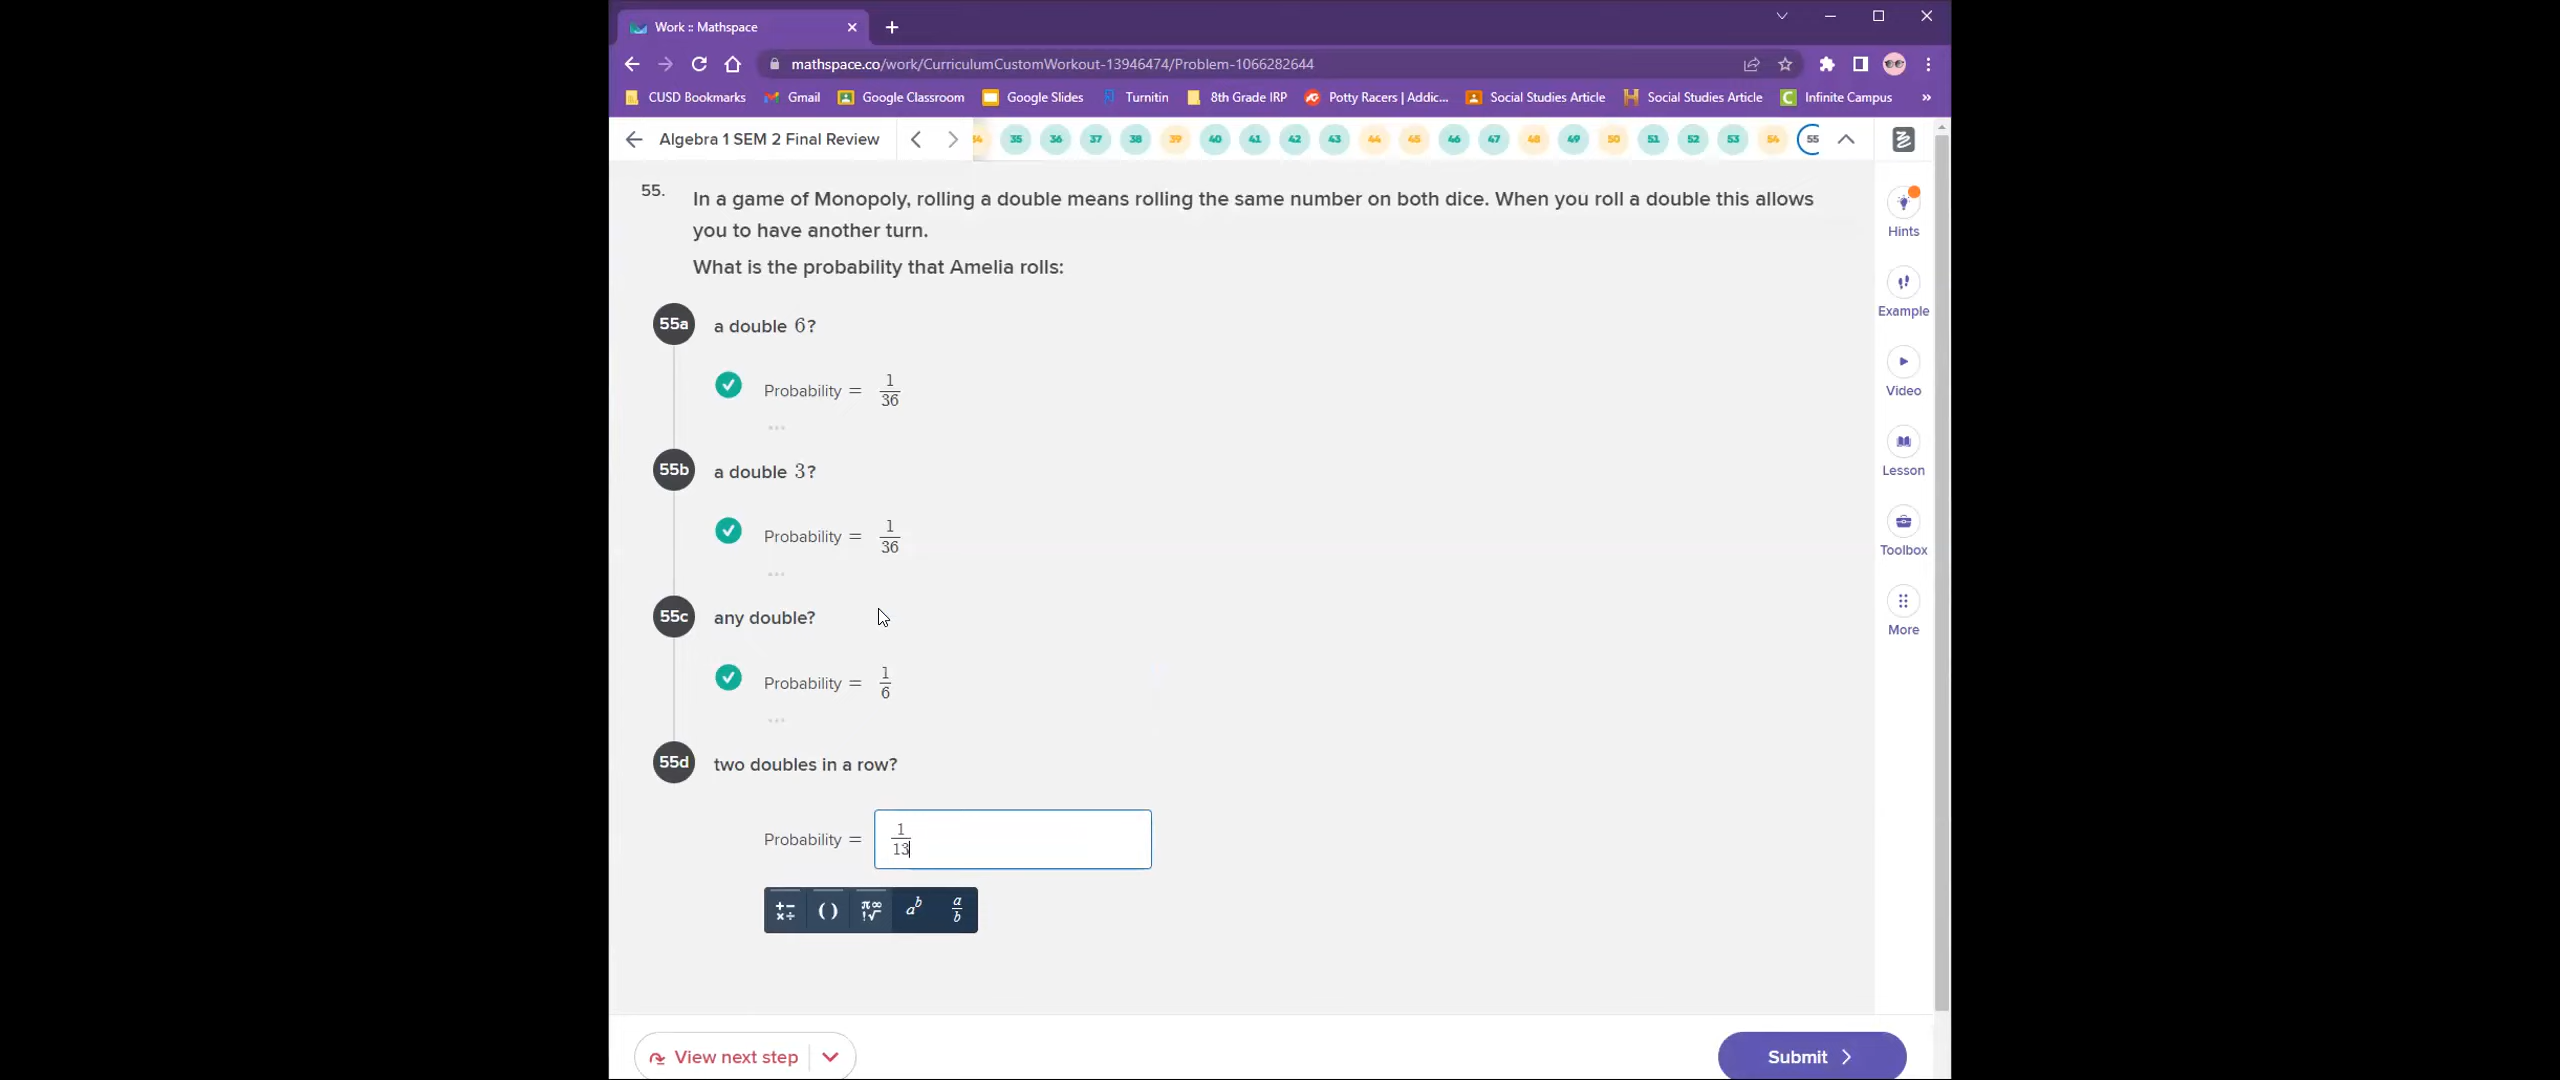 Work :: Mathspace
mathspace.co/work/CurriculumCustomWorkout-13946474/Problem-1066282644
CUSD Bookmarks Gmail Google Classroom Google Slides Turnitin 8th Grade IRP Potty Racers | Addic... Social Studies Article Social Studies Article Infinite Campus »
Algebra 1 SEM 2 Final Review 34 35 36 37 38 39 40 41 42 43 44 45 46 47 48 49 50 51 52 53 54 55
55. In a game of Monopoly, rolling a double means rolling the same number on both dice. When you roll a double this allows
you to have another turn.
What is the probability that Amelia rolls:
55a a double 6?
Probability = 1/36
...
55b a double 3?
Probability = 1/36
...
55c any double?
Probability = 1/6
...
55d two doubles in a row?
Probability = 1/13
+− ×÷ ( ) π∞ !√ a^b a/b
View next step
Submit
Hints
Example
Video
Lesson
Toolbox
More